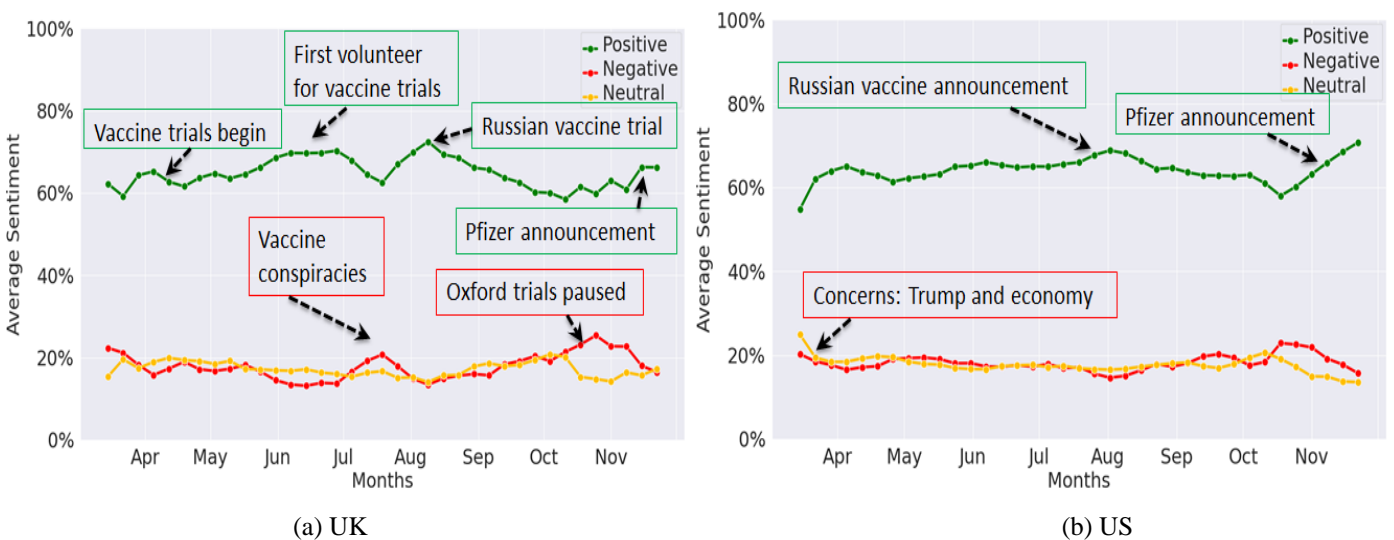 100%
80%
60%
40%
20%
0%
Average Sentiment
Positive
Negative
Neutral
First volunteer
for vaccine trials
Vaccine trials begin
Russian vaccine trial
Vaccine
conspiracies
Pfizer announcement
Oxford trials paused
Apr May Jun Jul Aug Sep Oct Nov
Months
(a) UK
100%
80%
60%
40%
20%
0%
Average Sentiment
Positive
Negative
Neutral
Russian vaccine announcement
Pfizer announcement
Concerns: Trump and economy
Apr May Jun Jul Aug Sep Oct Nov
Months
(b) US